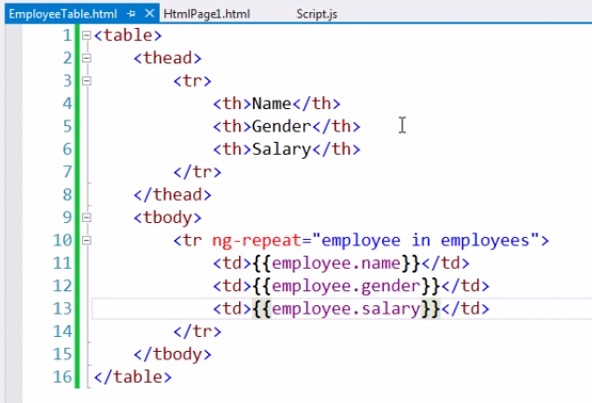 EmployeeTable.html HtmlPage1.html Script.js
1 <table>
2 <thead>
3 <tr>
4 <th>Name</th>
5 <th>Gender</th>
6 <th>Salary</th>
7 </tr>
8 </thead>
9 <tbody>
10 <tr ng-repeat="employee in employees">
11 <td>{{employee.name}}</td>
12 <td>{{employee.gender}}</td>
13 <td>{{employee.salary}}</td>
14 </tr>
15 </tbody>
16 </table>